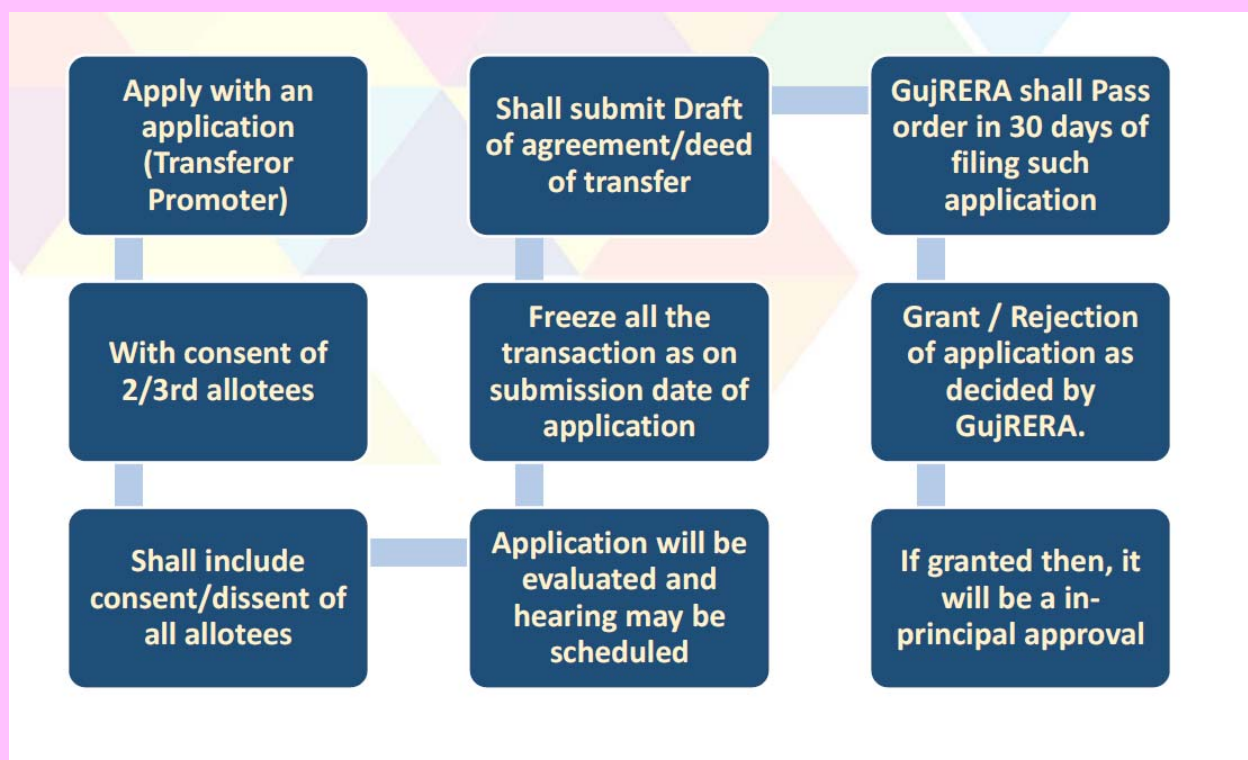 Apply with an
application
(Transferor
Promoter)
With consent of
2/3rd allotees
Shall include
consent/dissent of
all allotees
Application will be
evaluated and
hearing may be
scheduled
Freeze all the
transaction as on
submission date of
application
Shall submit Draft
of agreement/deed
of transfer
GujRERA shall Pass
order in 30 days of
filing such
application
Grant / Rejection
of application as
decided by
GujRERA.
If granted then, it
will be a in-
principal approval